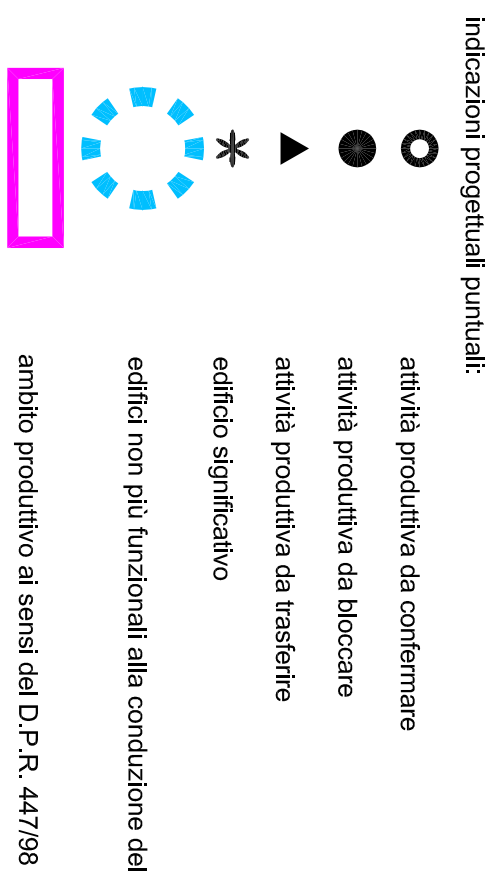 indicazioni progettuali puntuali:
attività produttiva da confermare
attività produttiva da bloccare
attività produttiva da trasferire
edificio significativo
edifici non più funzionali alla conduzione del
ambito produttivo ai sensi del D.P.R. 447/98